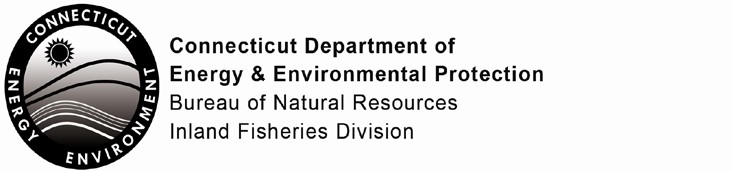 CONNECTICUT
ENERGY ENVIRONMENT
Connecticut Department of
Energy & Environmental Protection
Bureau of Natural Resources
Inland Fisheries Division